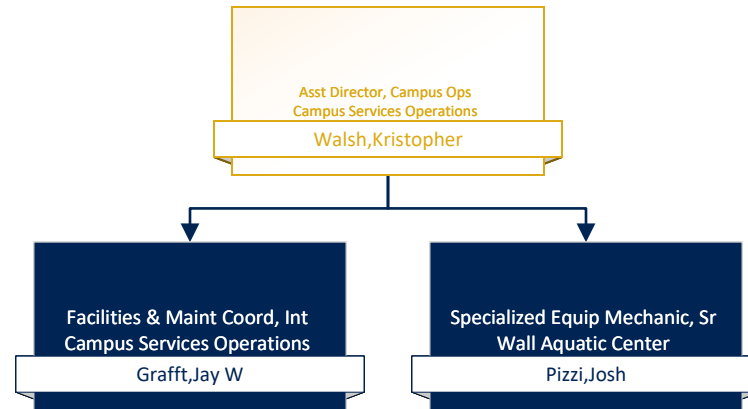 Asst Director, Campus Ops
Campus Services Operations
Walsh,Kristopher
Facilities & Maint Coord, Int
Campus Services Operations
Grafft,Jay W
Specialized Equip Mechanic, Sr
Wall Aquatic Center
Pizzi,Josh